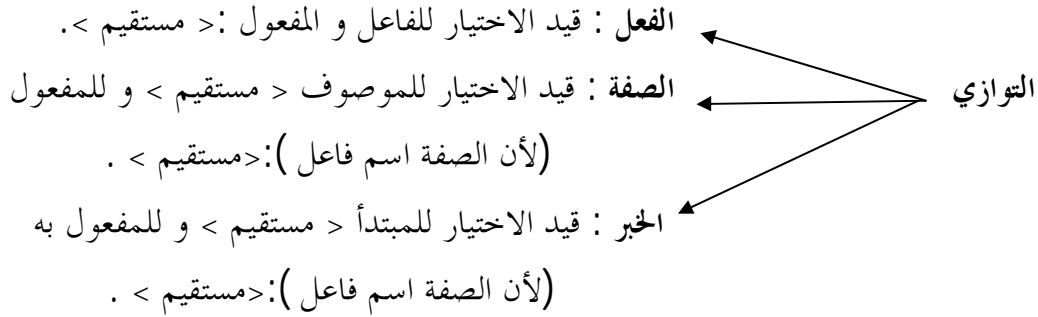 الفعل : قيد الاختيار للفاعل و المفعول :< مستقيم >.
التوازي
الصفة : قيد الاختيار للموصوف < مستقيم > و للمفعول
(لأن الصفة اسم فاعل ):<مستقيم > .
الخبر : قيد الاختيار للمبتدأ < مستقيم > و للمفعول به
(لأن الصفة اسم فاعل ):<مستقيم > .